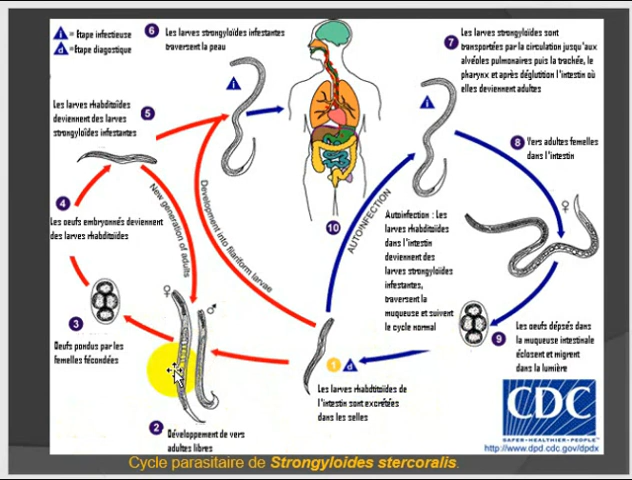 i = Etape infectieuse
d = Etape diagostique
6 Les larves strongyloïdes infestantes
traversent la peau
7 Les larves strongyloïdes sont
transportées par la circulation jusqu'aux
alvéoles pulmonaires puis la trachée, le
pharynx et après déglutition l'intestin où
elles deviennent adultes
i
i
Les larves rhabditoïdes
deviennent des larves
strongyloïdes infestantes
5
8 Vers adultes femelles
dans l'intestin
4
Les oeufs embryonnés deviennent
des larves rhabditoïdes
New generation of adults
Development into filariform larvae
10
AUTOINFECTION
Autoinfection : Les
larves rhabditoïdes
dans l'intestin
deviennent des
larves strongyloïdes
infestantes,
traversent la
muqueuse et suivent
le cycle normal
♀
♀
♂
3
Oeufs pondus par les
femelles fécondées
9
Les oeufs dépsés dans
la muqueuse intestinale
éclosent et migrent
dans la lumière
1 d
Les larves rhabditoïdes de
l'intestin sont excrétées
dans les selles
2 Développement de vers
adultes libres
CDC
SAFER•HEALTHIER•PEOPLE™
http://www.dpd.cdc.gov/dpdx
Cycle parasitaire de Strongyloides stercoralis.